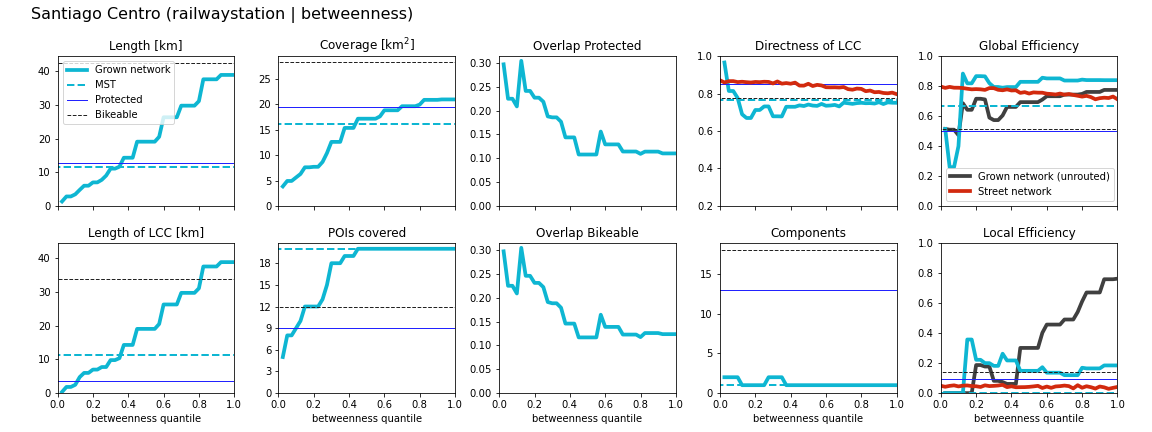 Santiago Centro (railwaystation | betweenness)
Length [km]
Coverage [km²]
Overlap Protected
Directness of LCC
Global Efficiency
40
30
20
10
0
Grown network
MST
Protected
Bikeable
25
20
15
10
5
0
0.30
0.25
0.20
0.15
0.10
0.05
0.00
1.0
0.8
0.6
0.4
0.2
1.0
0.8
0.6
0.4
0.2
0.0
Grown network (unrouted)
Street network
Length of LCC [km]
POIs covered
Overlap Bikeable
Components
Local Efficiency
40
30
20
10
0
18
15
12
9
6
3
0.30
0.25
0.20
0.15
0.10
0.05
0.00
15
10
5
0
1.0
0.8
0.6
0.4
0.2
0.0
0.0 0.2 0.4 0.6 0.8 1.0
0.0 0.2 0.4 0.6 0.8 1.0
0.0 0.2 0.4 0.6 0.8 1.0
0.0 0.2 0.4 0.6 0.8 1.0
0.0 0.2 0.4 0.6 0.8 1.0
betweenness quantile
betweenness quantile
betweenness quantile
betweenness quantile
betweenness quantile